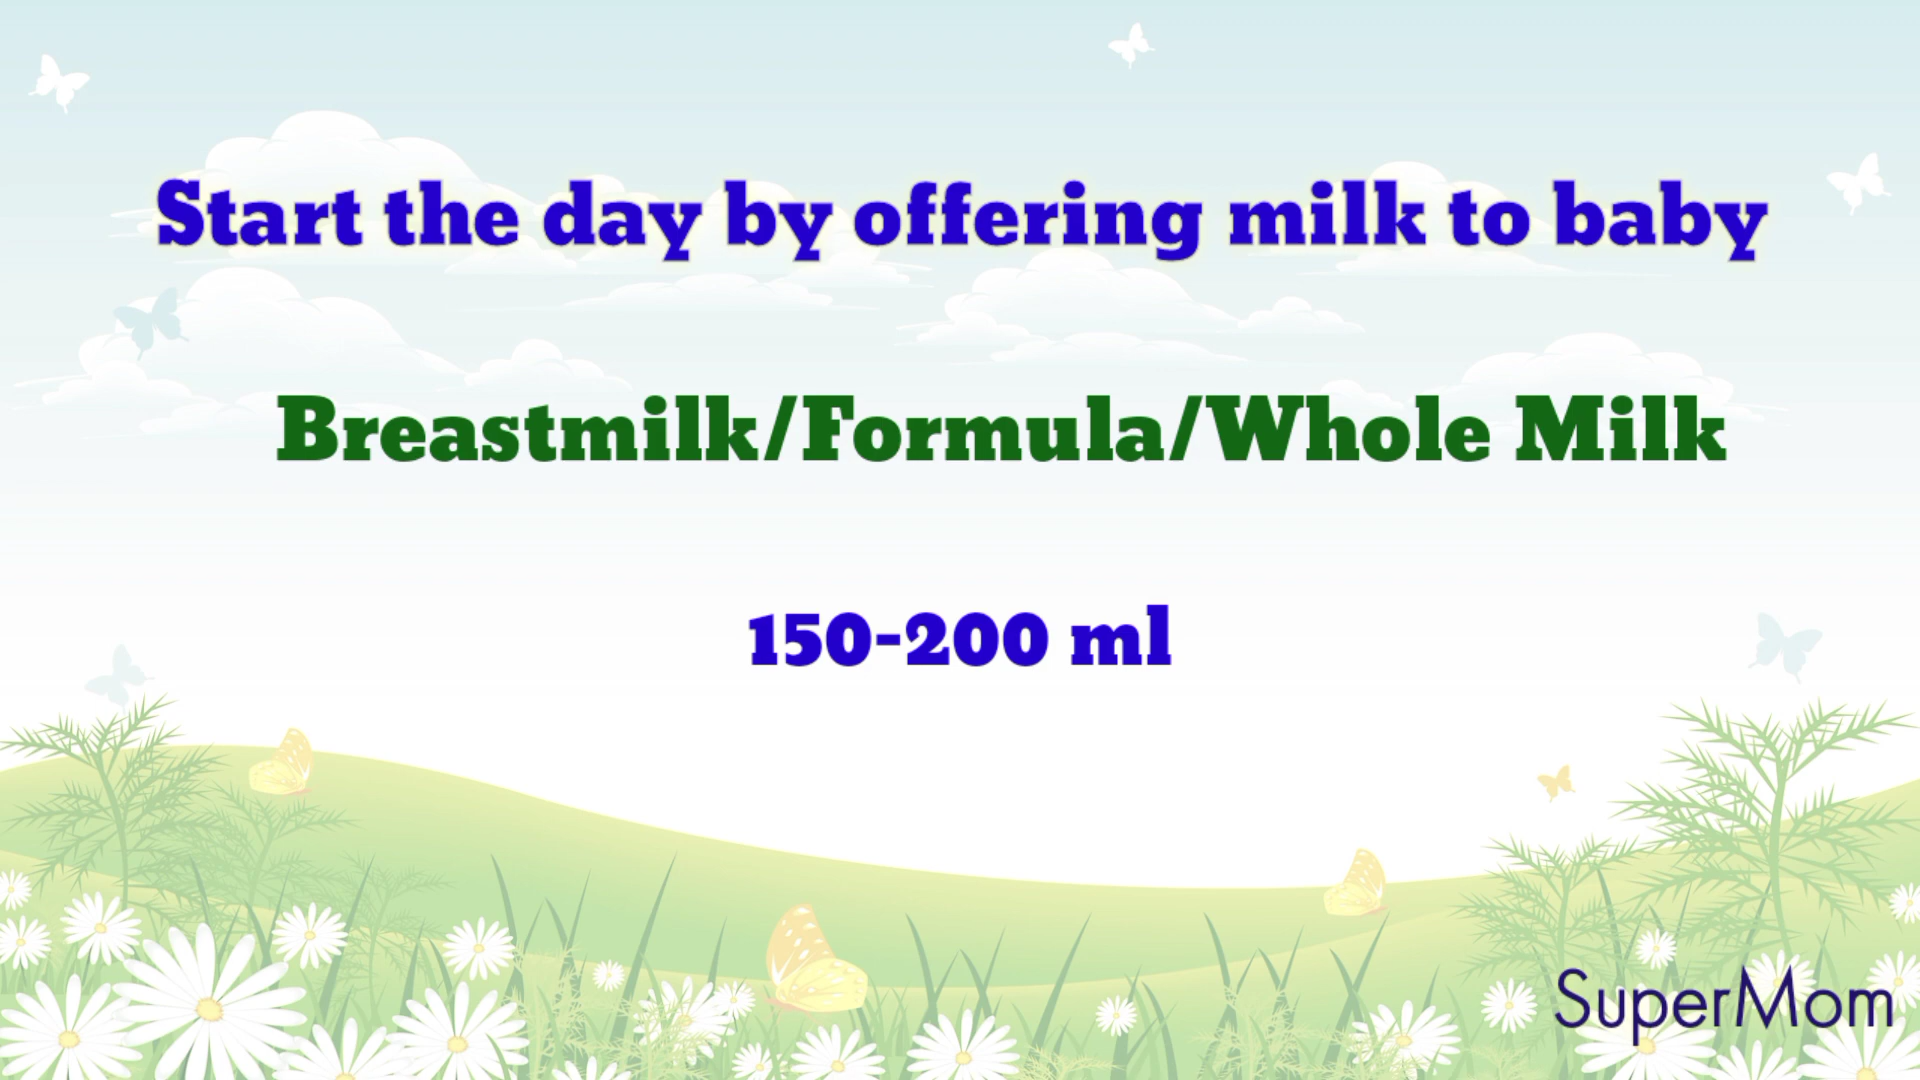 Start the day by offering milk to baby
Breastmilk/Formula/Whole Milk
150-200 ml
SuperMom